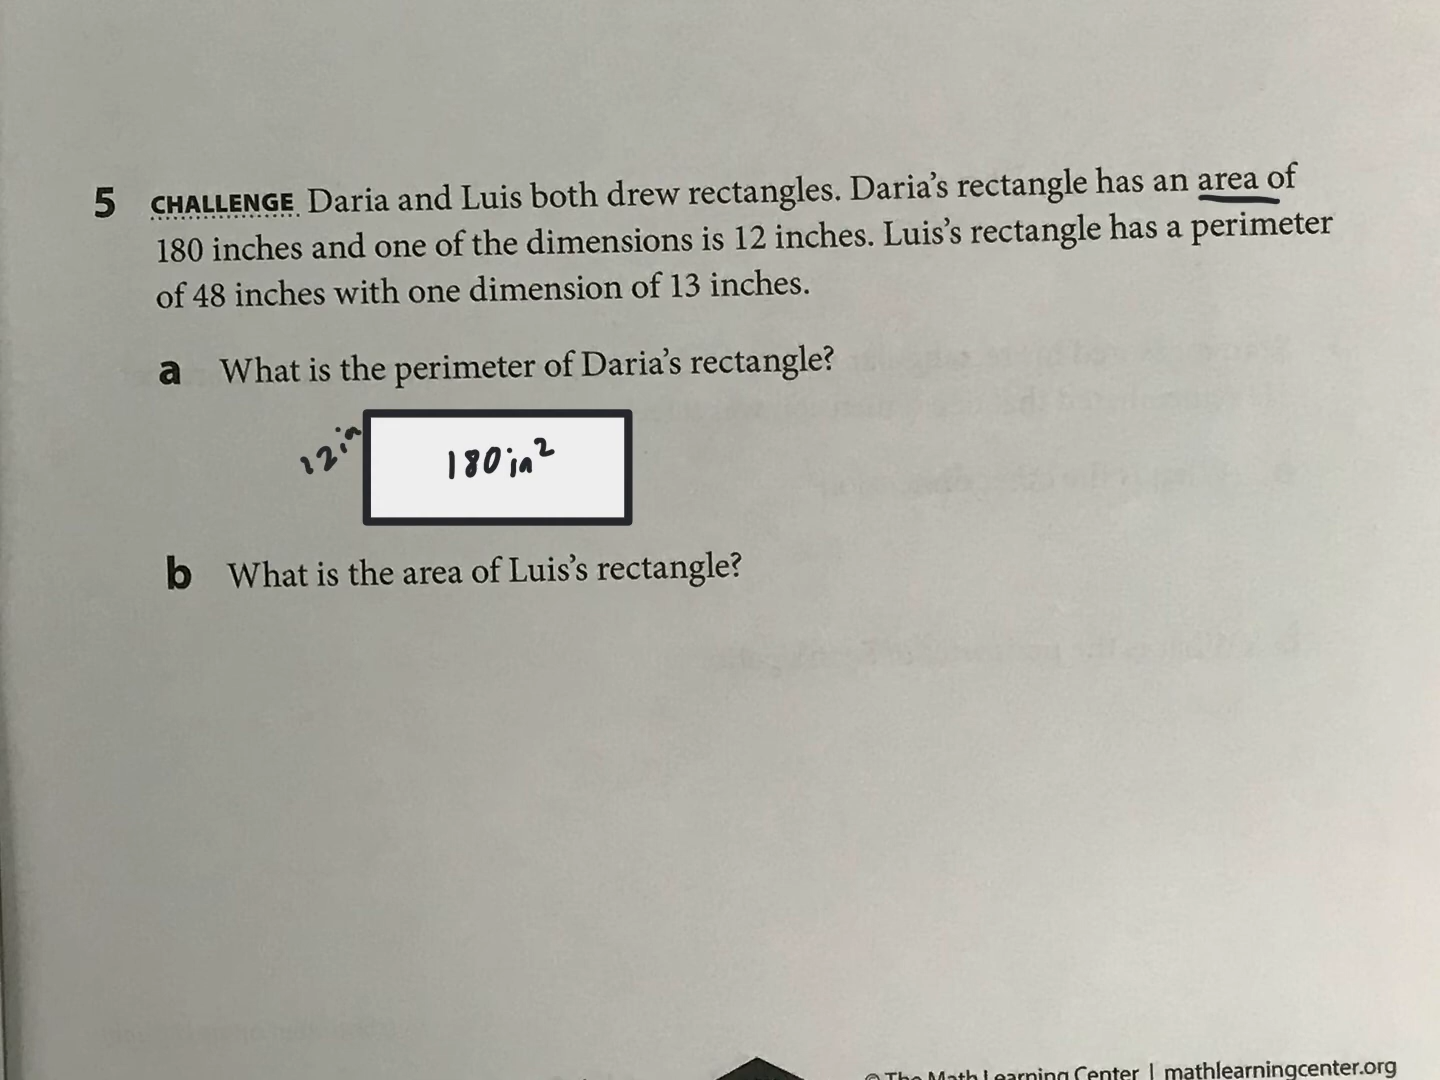 5 CHALLENGE Daria and Luis both drew rectangles. Daria's rectangle has an area of
180 inches and one of the dimensions is 12 inches. Luis's rectangle has a perimeter
of 48 inches with one dimension of 13 inches.
a What is the perimeter of Daria's rectangle?
12in 180in²
b What is the area of Luis's rectangle?
© The Math Learning Center | mathlearningcenter.org